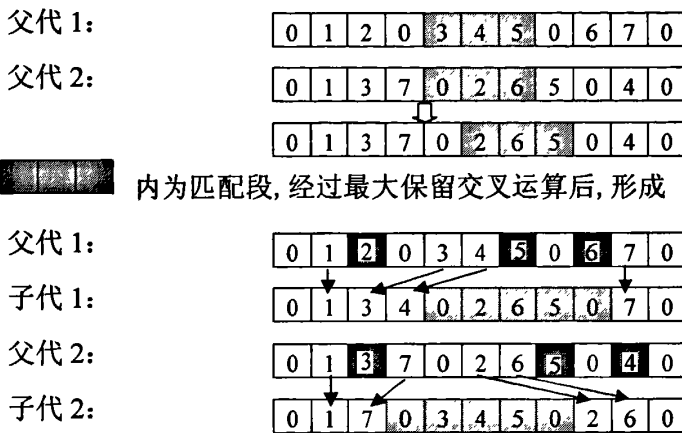 父代 1: 0 1 2 0 3 4 5 0 6 7 0
父代 2: 0 1 3 7 0 2 6 5 0 4 0
0 1 3 7 0 2 6 5 0 4 0
内为匹配段, 经过最大保留交叉运算后, 形成
父代 1: 0 1 2 0 3 4 5 0 6 7 0
子代 1: 0 1 3 4 0 2 6 5 0 7 0
父代 2: 0 1 3 7 0 2 6 5 0 4 0
子代 2: 0 1 7 0 3 4 5 0 2 6 0